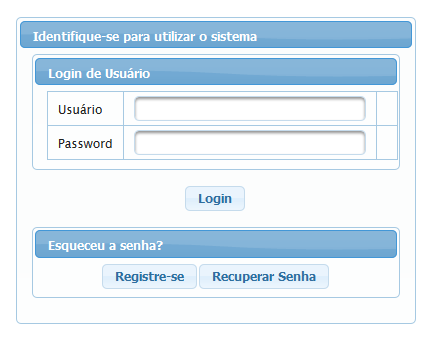 Identifique-se para utilizar o sistema
Login de Usuário
Usuário
Password
Login
Esqueceu a senha?
Registre-se Recuperar Senha